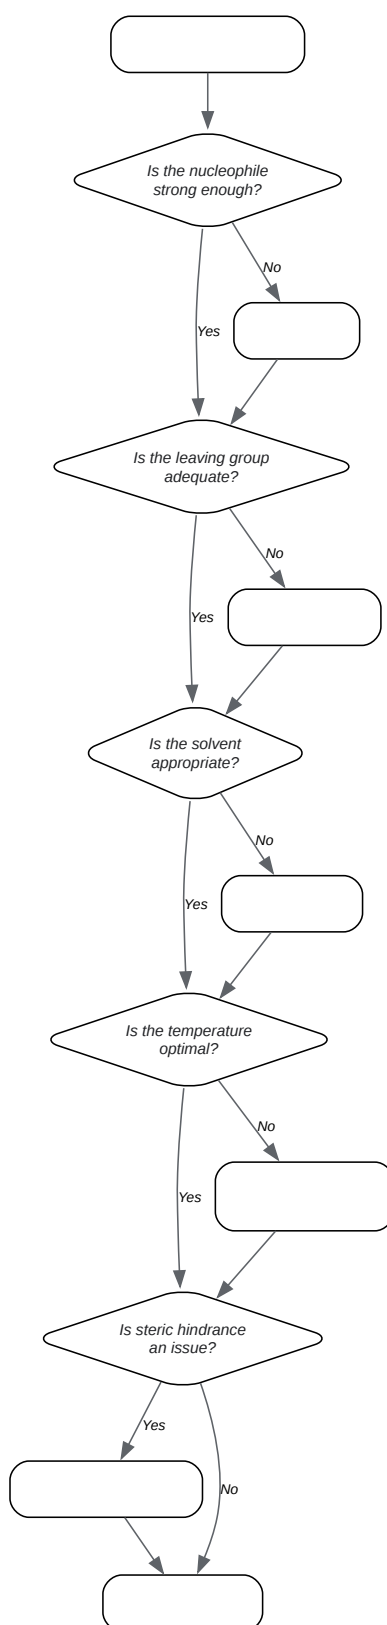 Is the nucleophile
strong enough?
No
Yes
Is the leaving group
adequate?
No
Yes
Is the solvent
appropriate?
No
Yes
Is the temperature
optimal?
No
Yes
Is steric hindrance
an issue?
Yes
No